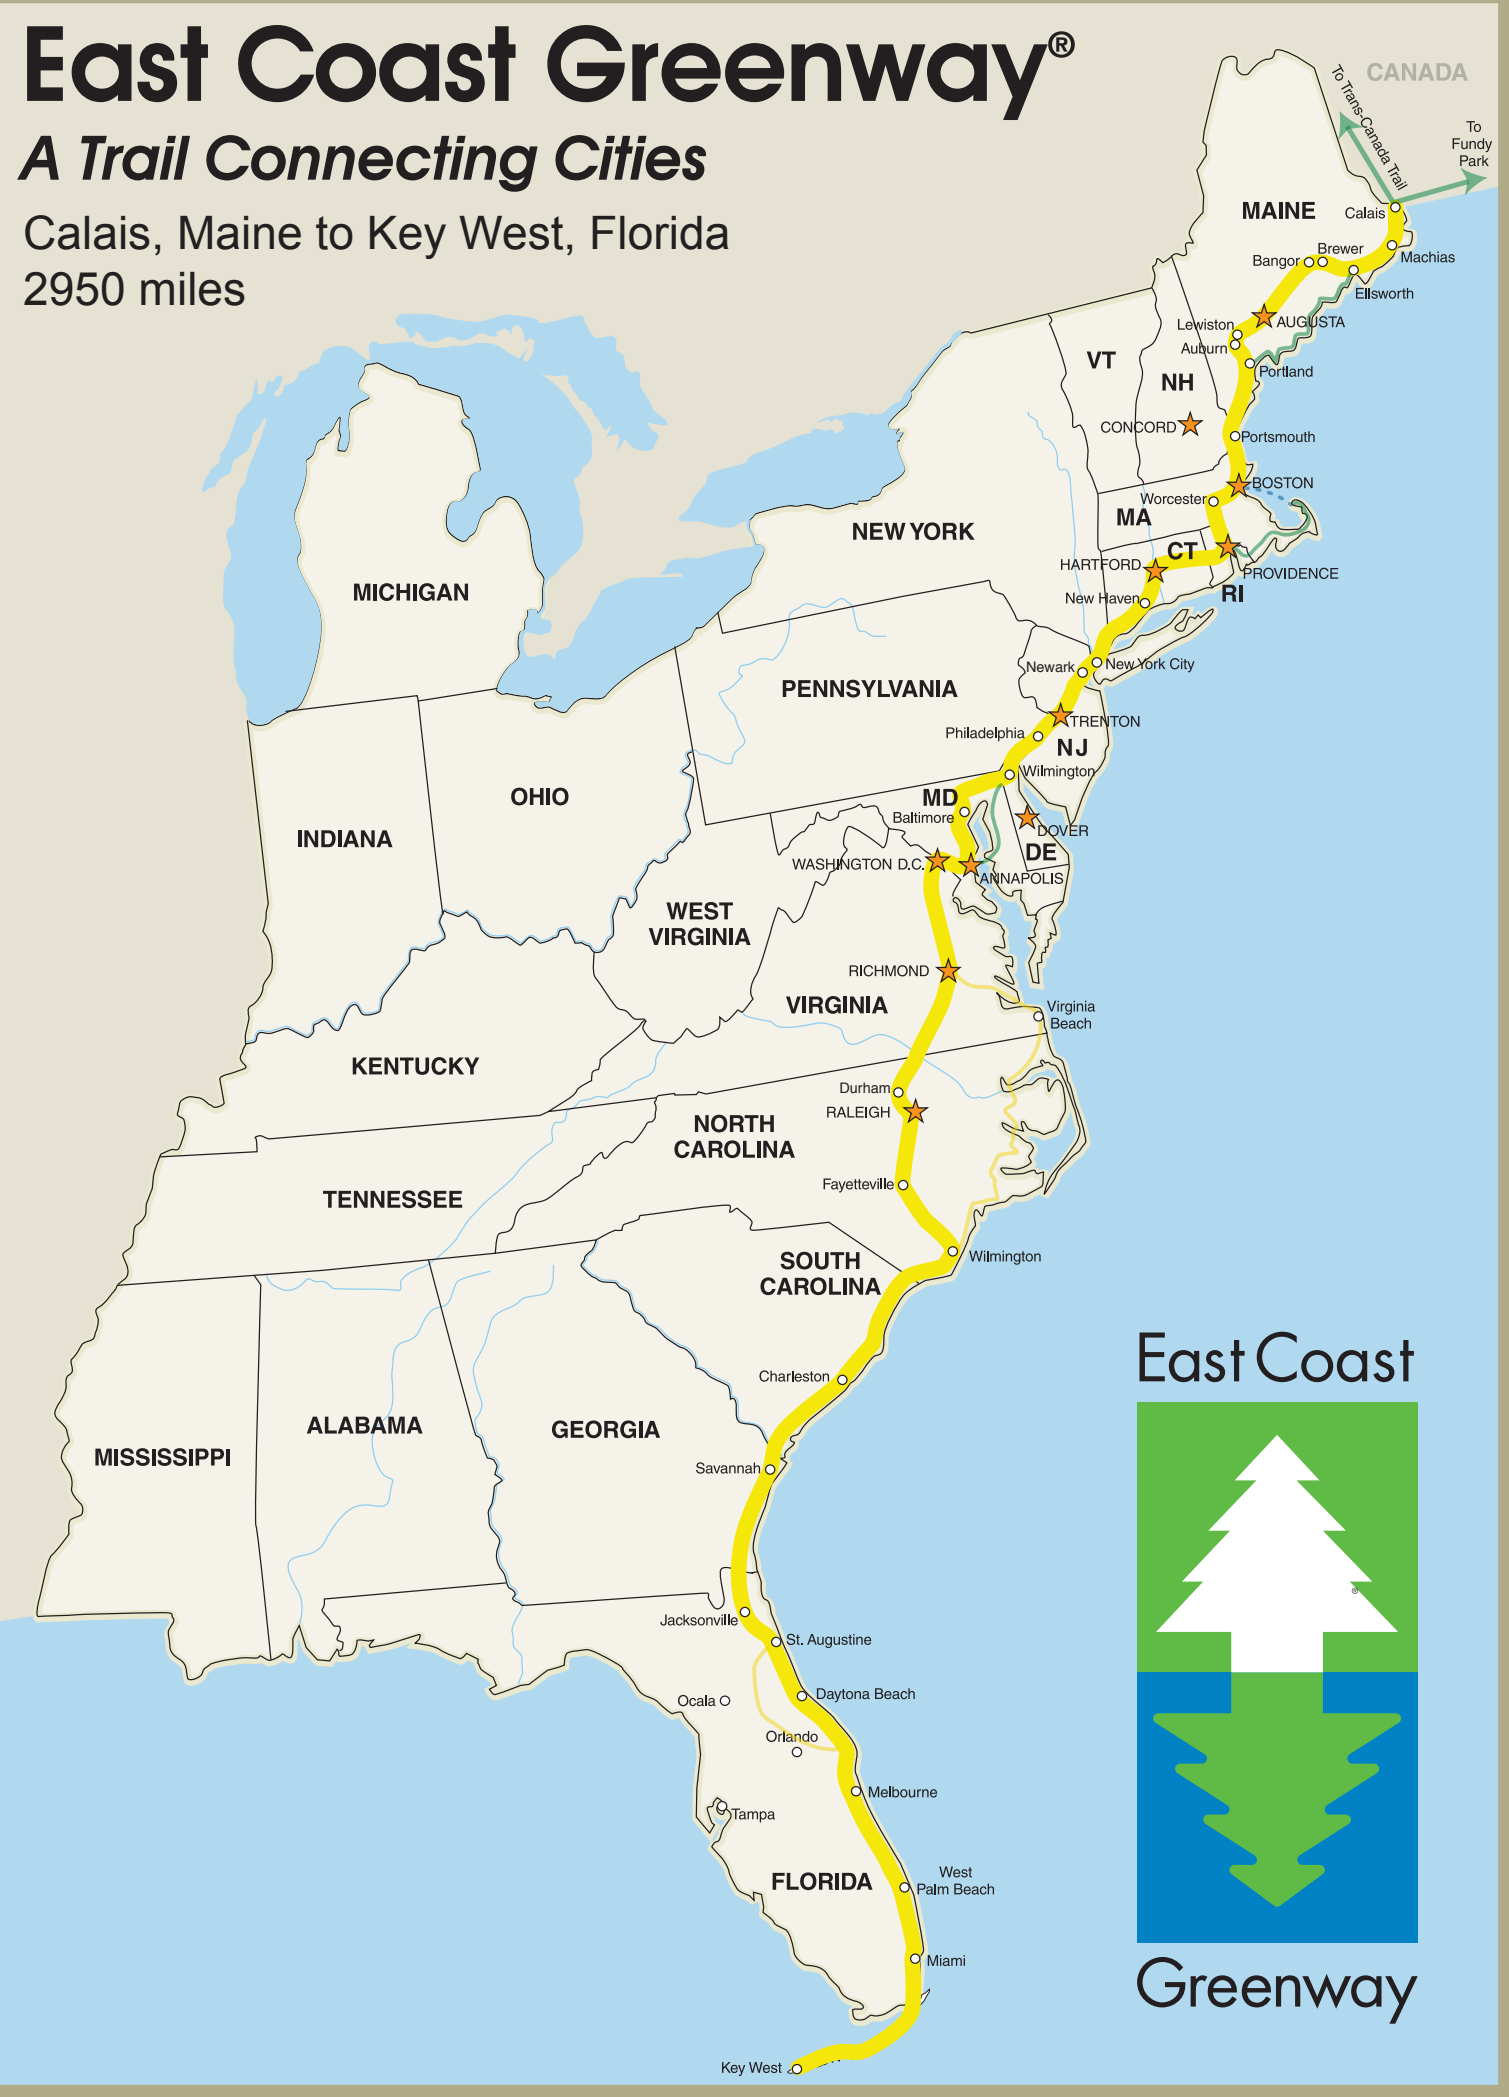 East Coast Greenway®
A Trail Connecting Cities
Calais, Maine to Key West, Florida
2950 miles
CANADA
To Trans-Canada Trail
To
Fundy
Park
MAINE
Calais
Machias
Brewer
Bangor
Ellsworth
AUGUSTA
Lewiston
Auburn
Portland
VT
NH
CONCORD
Portsmouth
BOSTON
Worcester
MA
CT
HARTFORD
PROVIDENCE
RI
New Haven
NEW YORK
MICHIGAN
New York City
Newark
PENNSYLVANIA
TRENTON
Philadelphia
NJ
Wilmington
OHIO
MD
Baltimore
INDIANA
DOVER
DE
WASHINGTON D.C.
ANNAPOLIS
WEST
VIRGINIA
RICHMOND
VIRGINIA
Virginia
Beach
KENTUCKY
Durham
RALEIGH
NORTH
CAROLINA
Fayetteville
TENNESSEE
Wilmington
SOUTH
CAROLINA
Charleston
ALABAMA
GEORGIA
MISSISSIPPI
Savannah
Jacksonville
St. Augustine
Ocala
Daytona Beach
Orlando
Melbourne
Tampa
FLORIDA
West
Palm Beach
Miami
Key West
East Coast
®
Greenway